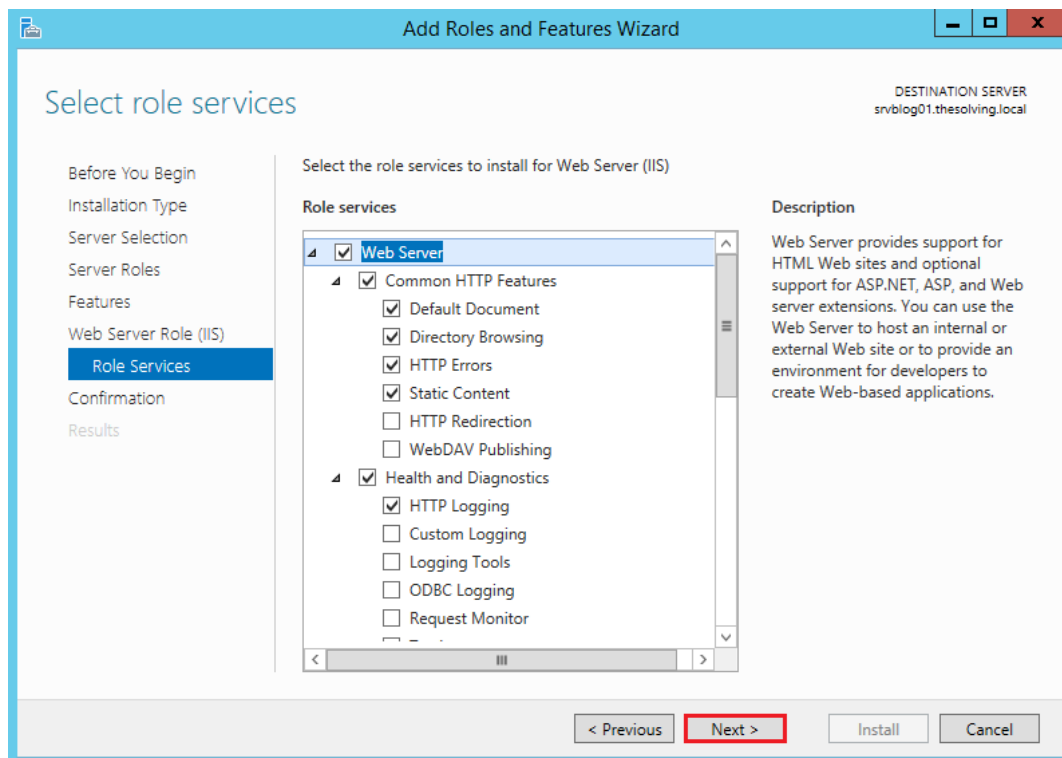 Add Roles and Features Wizard
x
Select role services
DESTINATION SERVER
srvblog01.thesolving.local
Before You Begin
Installation Type
Server Selection
Server Roles
Features
Web Server Role (IIS)
Role Services
Confirmation
Results
Select the role services to install for Web Server (IIS)
Role services
Web Server
Common HTTP Features
Default Document
Directory Browsing
HTTP Errors
Static Content
HTTP Redirection
WebDAV Publishing
Health and Diagnostics
HTTP Logging
Custom Logging
Logging Tools
ODBC Logging
Request Monitor
Description
Web Server provides support for
HTML Web sites and optional
support for ASP.NET, ASP, and Web
server extensions. You can use the
Web Server to host an internal or
external Web site or to provide an
environment for developers to
create Web-based applications.
< Previous
Next >
Install
Cancel